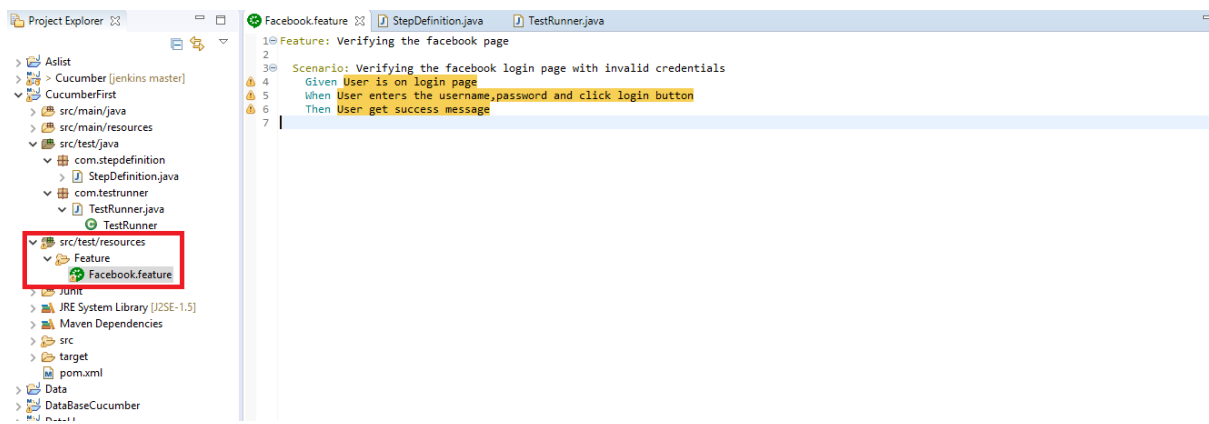 Project Explorer
Aslist
> Cucumber [jenkins master]
CucumberFirst
src/main/java
src/main/resources
src/test/java
com.stepdefinition
StepDefinition.java
com.testrunner
TestRunner.java
TestRunner
src/test/resources
Feature
Facebook.feature
Junit
JRE System Library [J2SE-1.5]
Maven Dependencies
src
target
pom.xml
Data
DataBaseCucumber
Facebook.feature StepDefinition.java TestRunner.java
1 Feature: Verifying the facebook page
2
3 Scenario: Verifying the facebook login page with invalid credentials
4 Given User is on login page
5 When User enters the username,password and click login button
6 Then User get success message
7